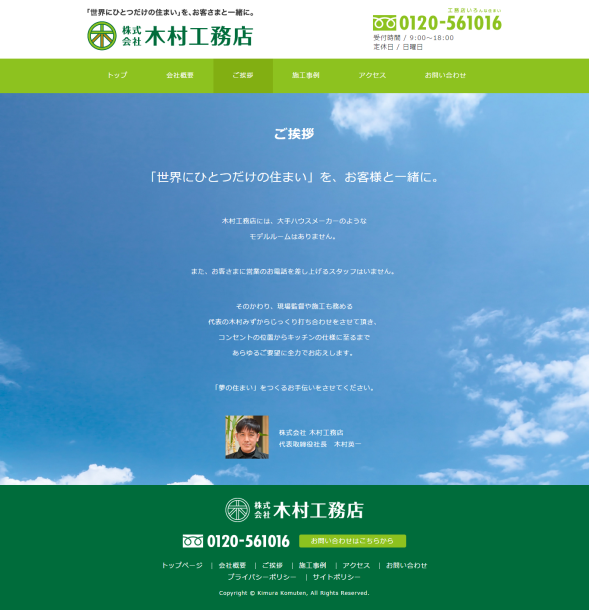 「世界にひとつだけの住まい」を、お客さまと一緒に。
株式会社 木村工務店
0120-561016
受付時間 / 9:00~18:00
定休日 / 日曜日
トップ 会社概要 ご挨拶 施工事例 アクセス お問い合わせ
ご挨拶
「世界にひとつだけの住まい」を、お客様と一緒に。
木村工務店には、大手ハウスメーカーのような
モデルルームはありません。
また、お客さまに営業のお電話を差し上げるスタッフはいません。
そのかわり、現場監督や施工も務める
代表の木村みずからじっくり打ち合わせをさせて頂き、
コンセントの位置からキッチンの仕様に至るまで
あらゆるご要望に全力でお応えします。
「夢の住まい」をつくるお手伝いをさせてください。
株式会社 木村工務店
代表取締役社長 木村英一
株式会社 木村工務店
0120-561016 お問い合わせはこちらから
トップページ | 会社概要 | ご挨拶 | 施工事例 | アクセス | お問い合わせ
プライバシーポリシー | サイトポリシー
Copyright © Kimura Komuten, All Rights Reserved.